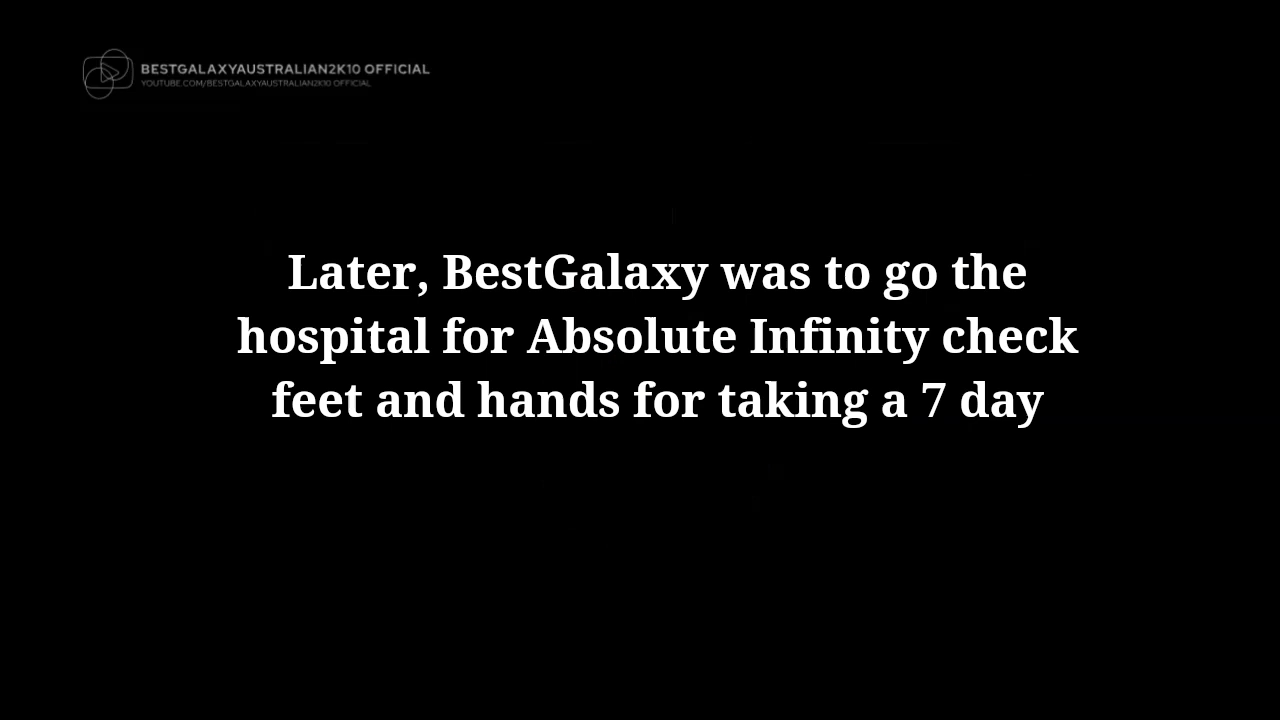 BESTGALAXYAUSTRALIAN2K10 OFFICIAL
YOUTUBE.COM/BESTGALAXYAUSTRALIAN2K10 OFFICIAL
Later, BestGalaxy was to go the
hospital for Absolute Infinity check
feet and hands for taking a 7 day